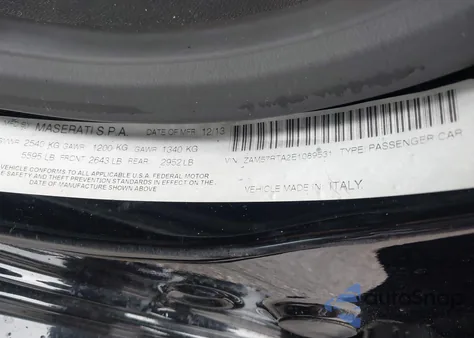 MASERATI S.P.A. DATE OF MFR 12.13
GVWR 2540 KG GAWR 1200 KG GAWR 1340 KG
5595 LB FRONT 2643 LB REAR 2952 LB
VEHICLE CONFORMS TO ALL APPLICABLE U.S.A. FEDERAL MOTOR
AND THEFT PREVENTION STANDARDS IN EFFECT ON THE
DATE OF MANUFACTURE SHOWN ABOVE
TYPE PASSENGER CAR
VEHICLE MADE IN ITALY
AutoSnap